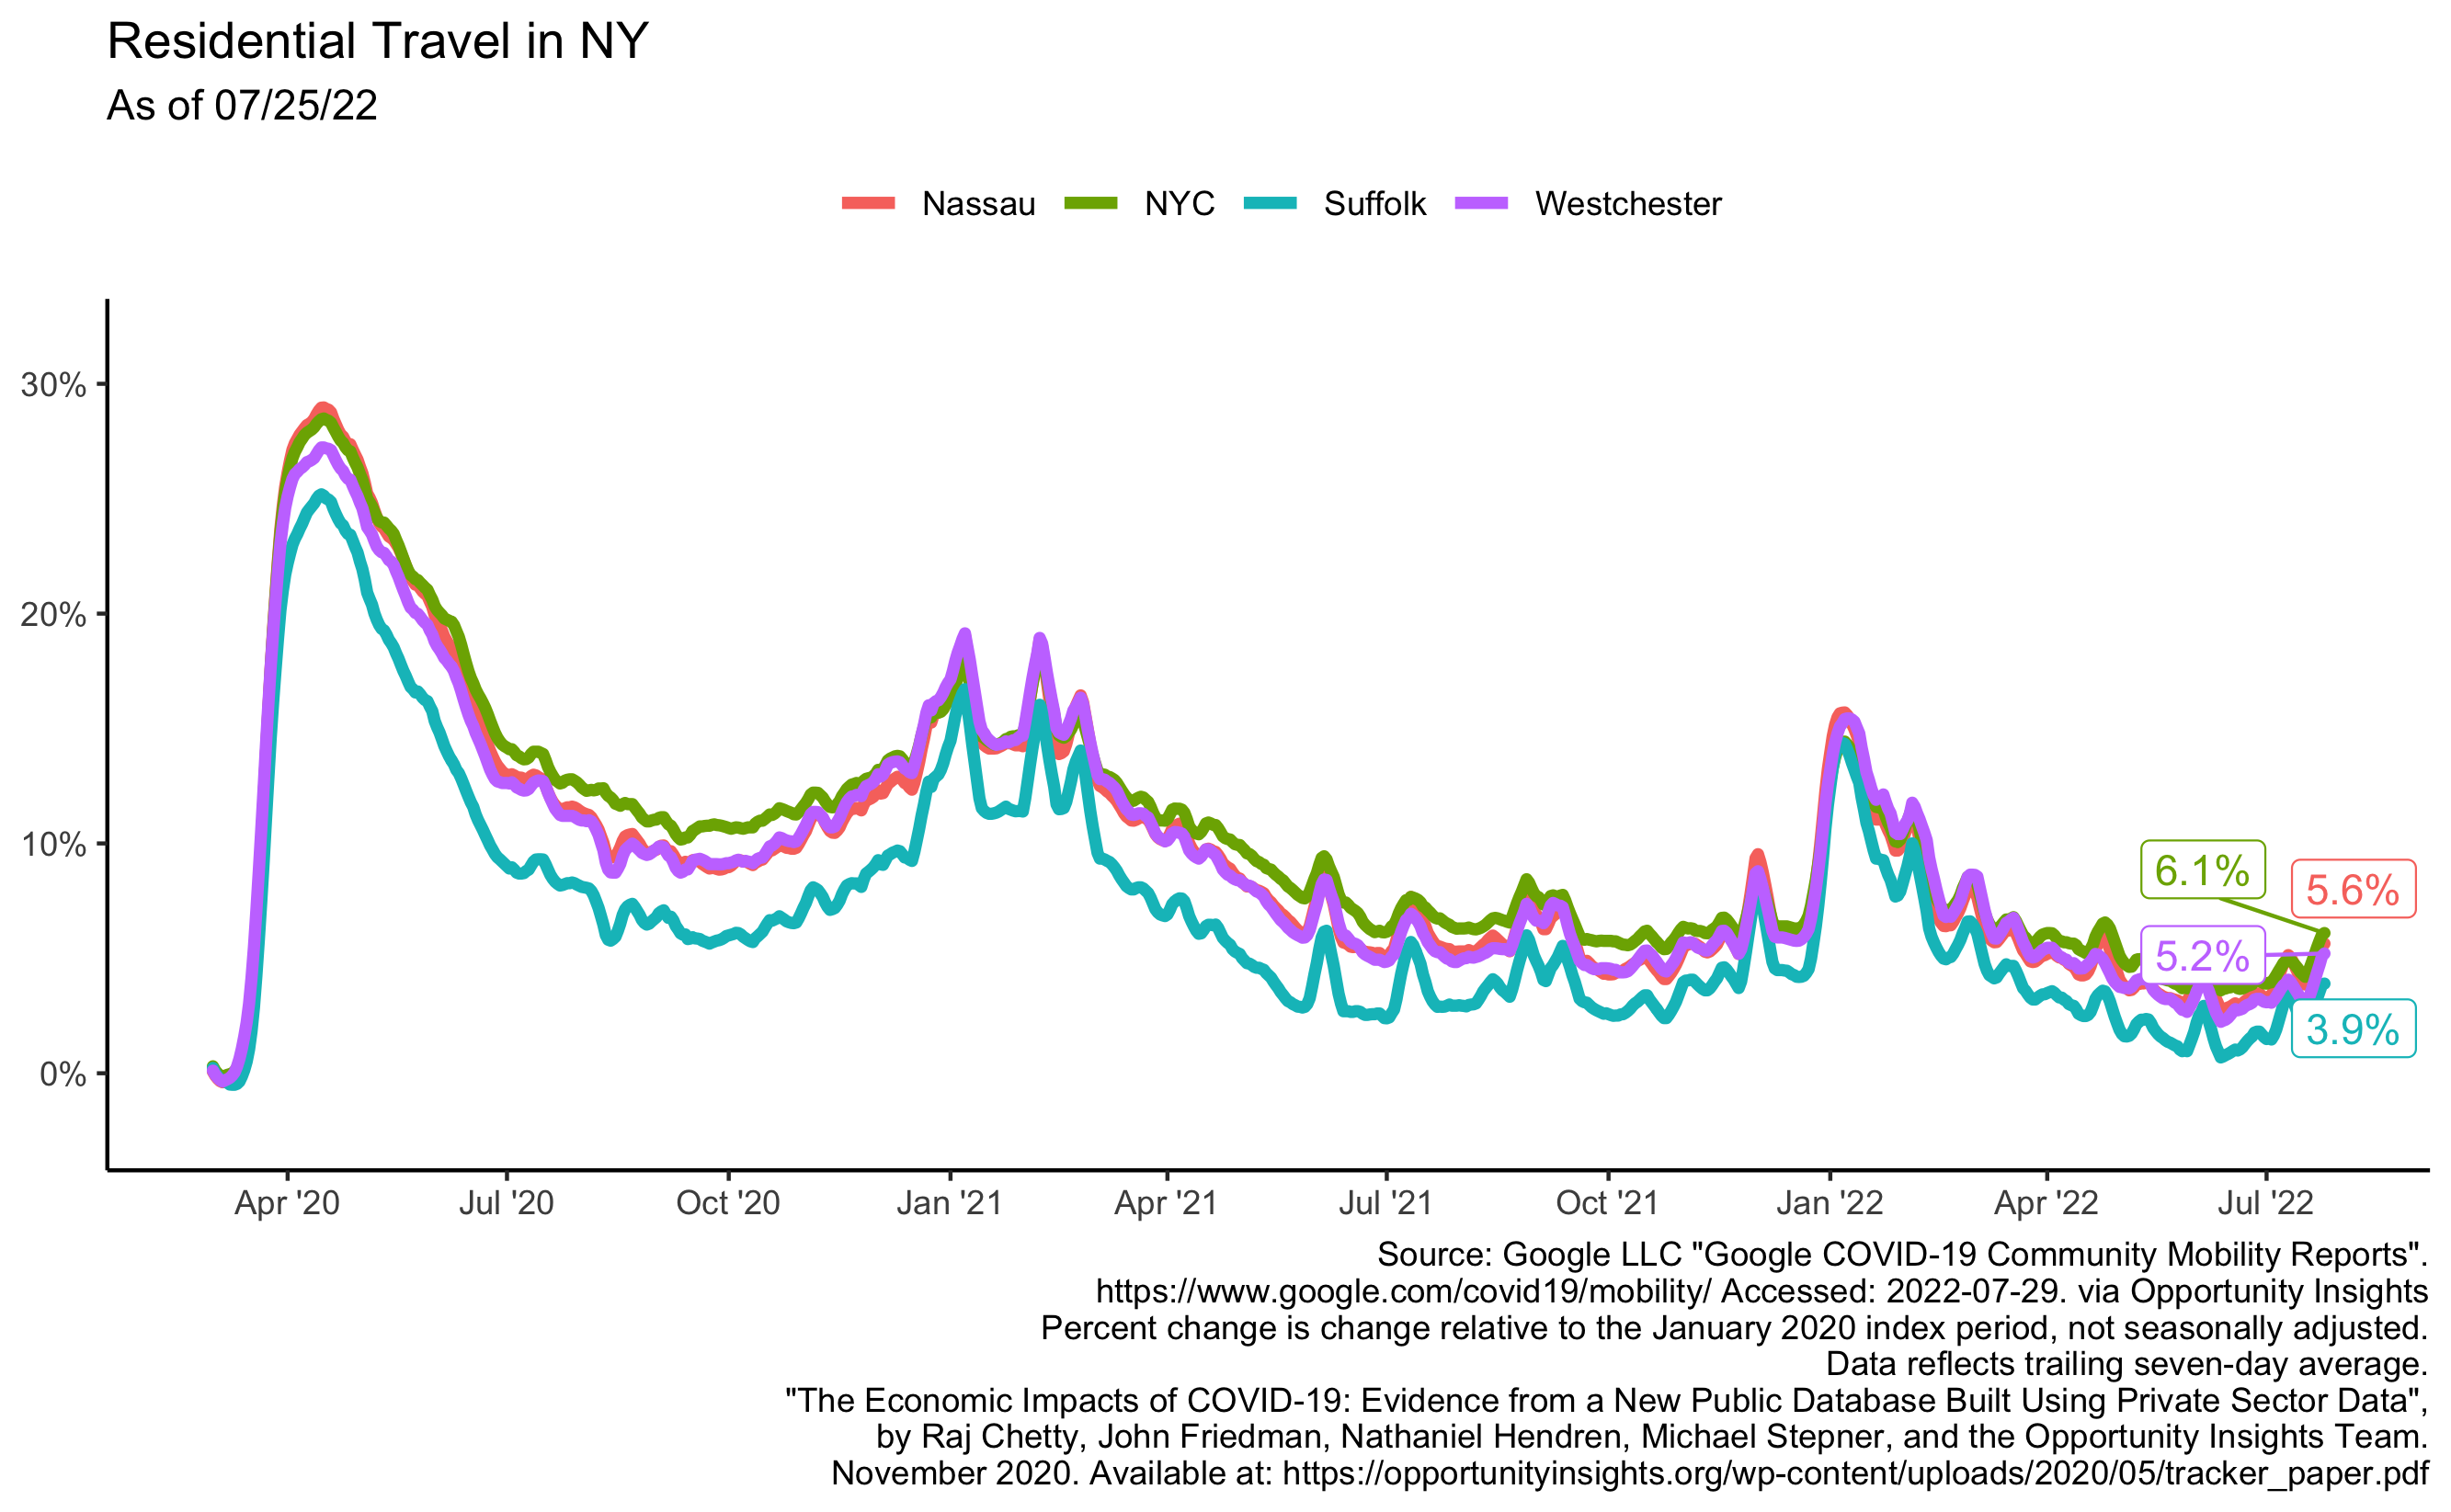 Residential Travel in NY
As of 07/25/22
Nassau NYC Suffolk Westchester
30%
20%
10%
0%
6.1%
5.6%
5.2%
3.9%
Apr '20 Jul '20 Oct '20 Jan '21 Apr '21 Jul '21 Oct '21 Jan '22 Apr '22 Jul '22
Source: Google LLC "Google COVID-19 Community Mobility Reports".
https://www.google.com/covid19/mobility/ Accessed: 2022-07-29. via Opportunity Insights
Percent change is change relative to the January 2020 index period, not seasonally adjusted.
Data reflects trailing seven-day average.
"The Economic Impacts of COVID-19: Evidence from a New Public Database Built Using Private Sector Data",
by Raj Chetty, John Friedman, Nathaniel Hendren, Michael Stepner, and the Opportunity Insights Team.
November 2020. Available at: https://opportunityinsights.org/wp-content/uploads/2020/05/tracker_paper.pdf